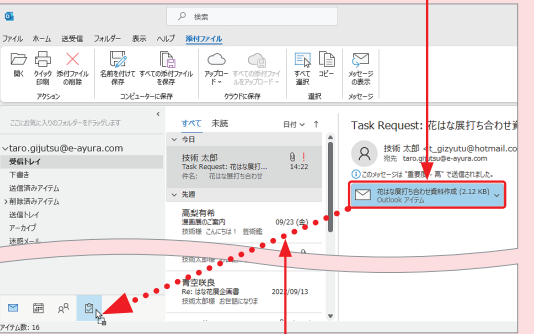 検索
ファイル ホーム 送受信 フォルダー 表示 ヘルプ 添付ファイル
開く クイック印刷 添付ファイルの削除 名前を付けて保存 すべての添付ファイルを保存 アップロード すべての添付ファイルをアップロード すべて選択 コピー メッセージの表示
アクション コンピューターに保存 クラウドに保存 選択 メッセージ
ここにお気に入りのフォルダーをドラッグします
taro.gijutsu@e-ayura.com
受信トレイ
下書き
送信済みアイテム
削除済みアイテム
送信トレイ
アーカイブ
迷惑メール
アイテム数: 16
すべて 未読 日付
今日
技術 太郎
Task Request: 花はな展打... 14:22
件名: 花はな展打ち合わせ
先週
高梨有希
漫画展のご案内 09/23 (金)
技術様 こんにちは! 芸術鑑
技術太郎様
青空咲良
Re: はな花展企画書 2022/09/13
技術太郎様 お世話になりま
Task Request: 花はな展打ち合わせ資
技術 太郎 <t_gizyutu@hotmail.co
宛先 taro.gijutsu@e-ayura.com
このメッセージは "重要度 - 高" で送信されました。
花はな展打ち合わせ資料作成 (2.12 KB)
Outlook アイテム